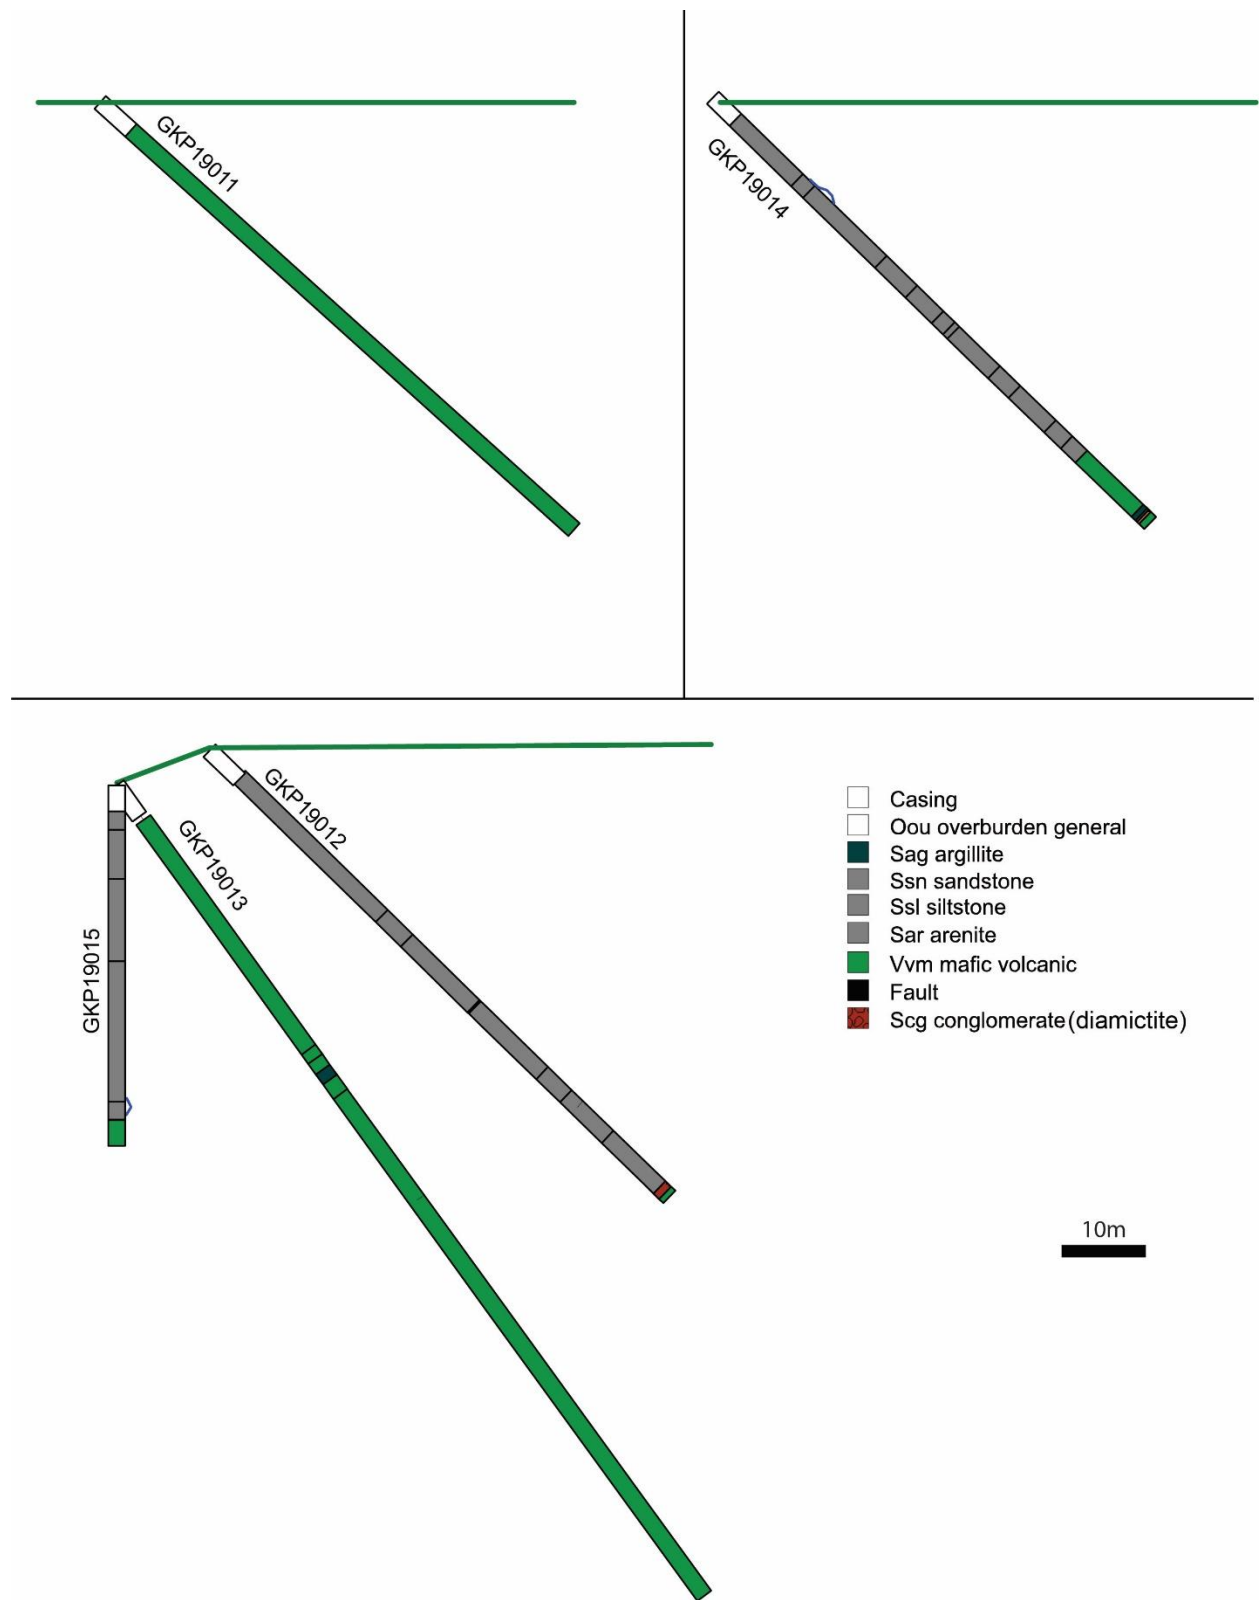 GKP19011
GKP19014
GKP19012
GKP19013
GKP19015
Casing
Oou overburden general
Sag argillite
Ssn sandstone
Ssl siltstone
Sar arenite
Vvm mafic volcanic
Fault
Scg conglomerate (diamictite)
10m